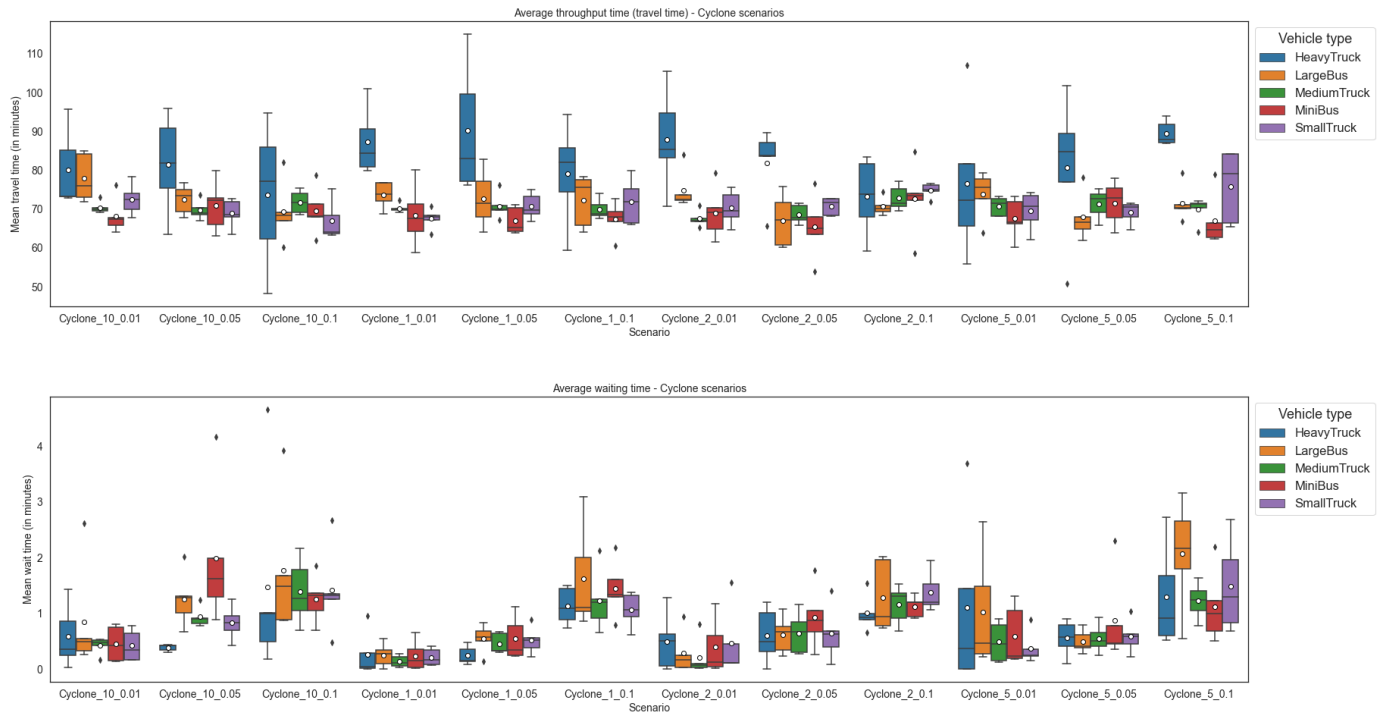 Average throughput time (travel time) - Cyclone scenarios
Mean travel time (in minutes)
110
100
90
80
70
60
50
Cyclone_10_0.01 Cyclone_10_0.05 Cyclone_10_0.1 Cyclone_1_0.01 Cyclone_1_0.05 Cyclone_1_0.1 Cyclone_2_0.01 Cyclone_2_0.05 Cyclone_2_0.1 Cyclone_5_0.01 Cyclone_5_0.05 Cyclone_5_0.1
Scenario
Vehicle type
HeavyTruck
LargeBus
MediumTruck
MiniBus
SmallTruck
Average waiting time - Cyclone scenarios
Mean wait time (in minutes)
4
3
2
1
0
Cyclone_10_0.01 Cyclone_10_0.05 Cyclone_10_0.1 Cyclone_1_0.01 Cyclone_1_0.05 Cyclone_1_0.1 Cyclone_2_0.01 Cyclone_2_0.05 Cyclone_2_0.1 Cyclone_5_0.01 Cyclone_5_0.05 Cyclone_5_0.1
Scenario
Vehicle type
HeavyTruck
LargeBus
MediumTruck
MiniBus
SmallTruck